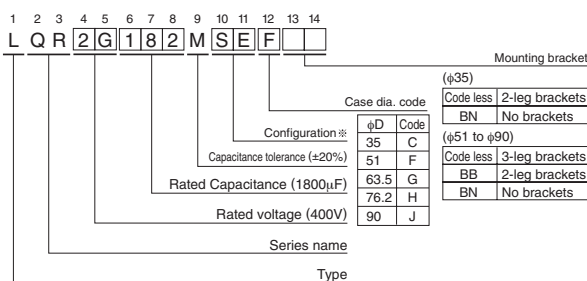 1 2 3 4 5 6 7 8 9 10 11 12 13 14
L Q R 2 G 1 8 2 M S E F
Mounting bracket
(ϕ35)
Code less 2-leg brackets
BN No brackets
(ϕ51 to ϕ90)
Code less 3-leg brackets
BB 2-leg brackets
BN No brackets
Case dia. code
ϕD Code
35 C
51 F
63.5 G
76.2 H
90 J
Configuration※
Capacitance tolerance (±20%)
Rated Capacitance (1800μF)
Rated voltage (400V)
Series name
Type